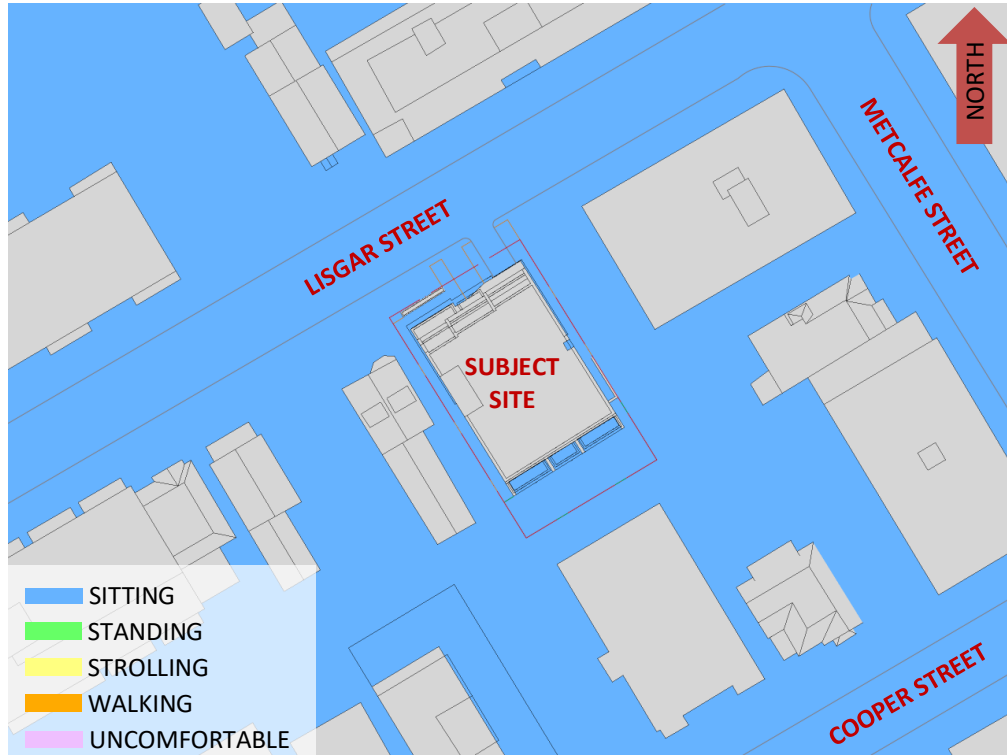 NORTH
METCALFE STREET
LISGAR STREET
SUBJECT
SITE
SITTING
STANDING
STROLLING
WALKING
UNCOMFORTABLE
COOPER STREET